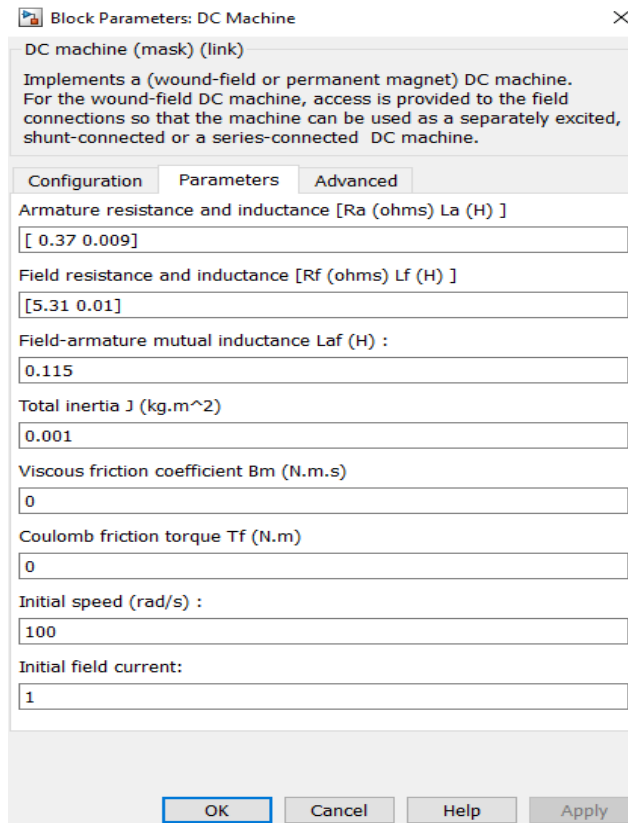 Block Parameters: DC Machine
DC machine (mask) (link)
Implements a (wound-field or permanent magnet) DC machine.
For the wound-field DC machine, access is provided to the field
connections so that the machine can be used as a separately excited,
shunt-connected or a series-connected DC machine.
Configuration Parameters Advanced
Armature resistance and inductance [Ra (ohms) La (H) ]
[ 0.37 0.009]
Field resistance and inductance [Rf (ohms) Lf (H) ]
[5.31 0.01]
Field-armature mutual inductance Laf (H) :
0.115
Total inertia J (kg.m^2)
0.001
Viscous friction coefficient Bm (N.m.s)
0
Coulomb friction torque Tf (N.m)
0
Initial speed (rad/s) :
100
Initial field current:
1
OK Cancel Help Apply